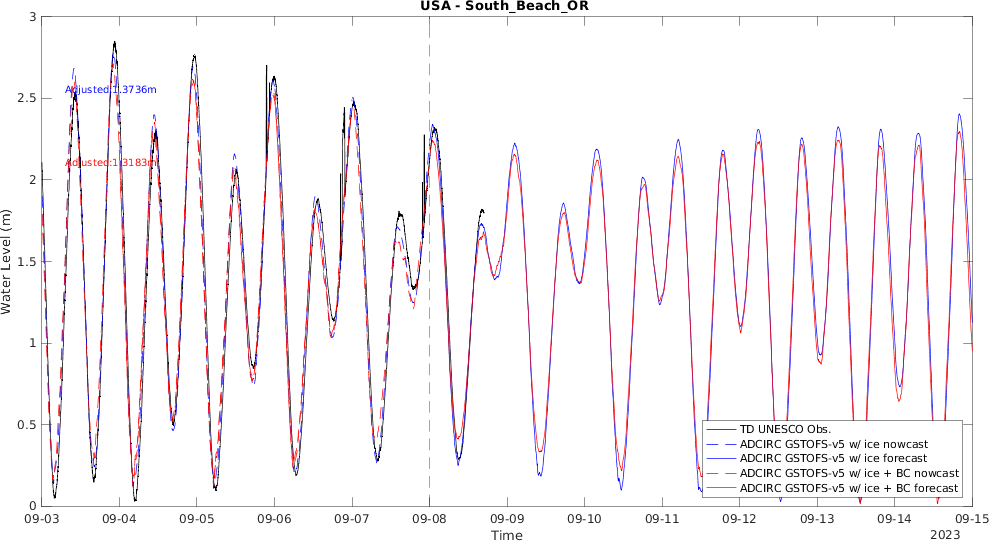 USA - South_Beach_OR
3
2.5
2
1.5
1
0.5
0
Water Level (m)
Adjusted:1.3736m
Adjusted:1.3183m
TD UNESCO Obs.
ADCIRC GSTOFS-v5 w/ ice nowcast
ADCIRC GSTOFS-v5 w/ ice forecast
ADCIRC GSTOFS-v5 w/ ice + BC nowcast
ADCIRC GSTOFS-v5 w/ ice + BC forecast
09-03 09-04 09-05 09-06 09-07 09-08 09-09 09-10 09-11 09-12 09-13 09-14 09-15
Time
2023